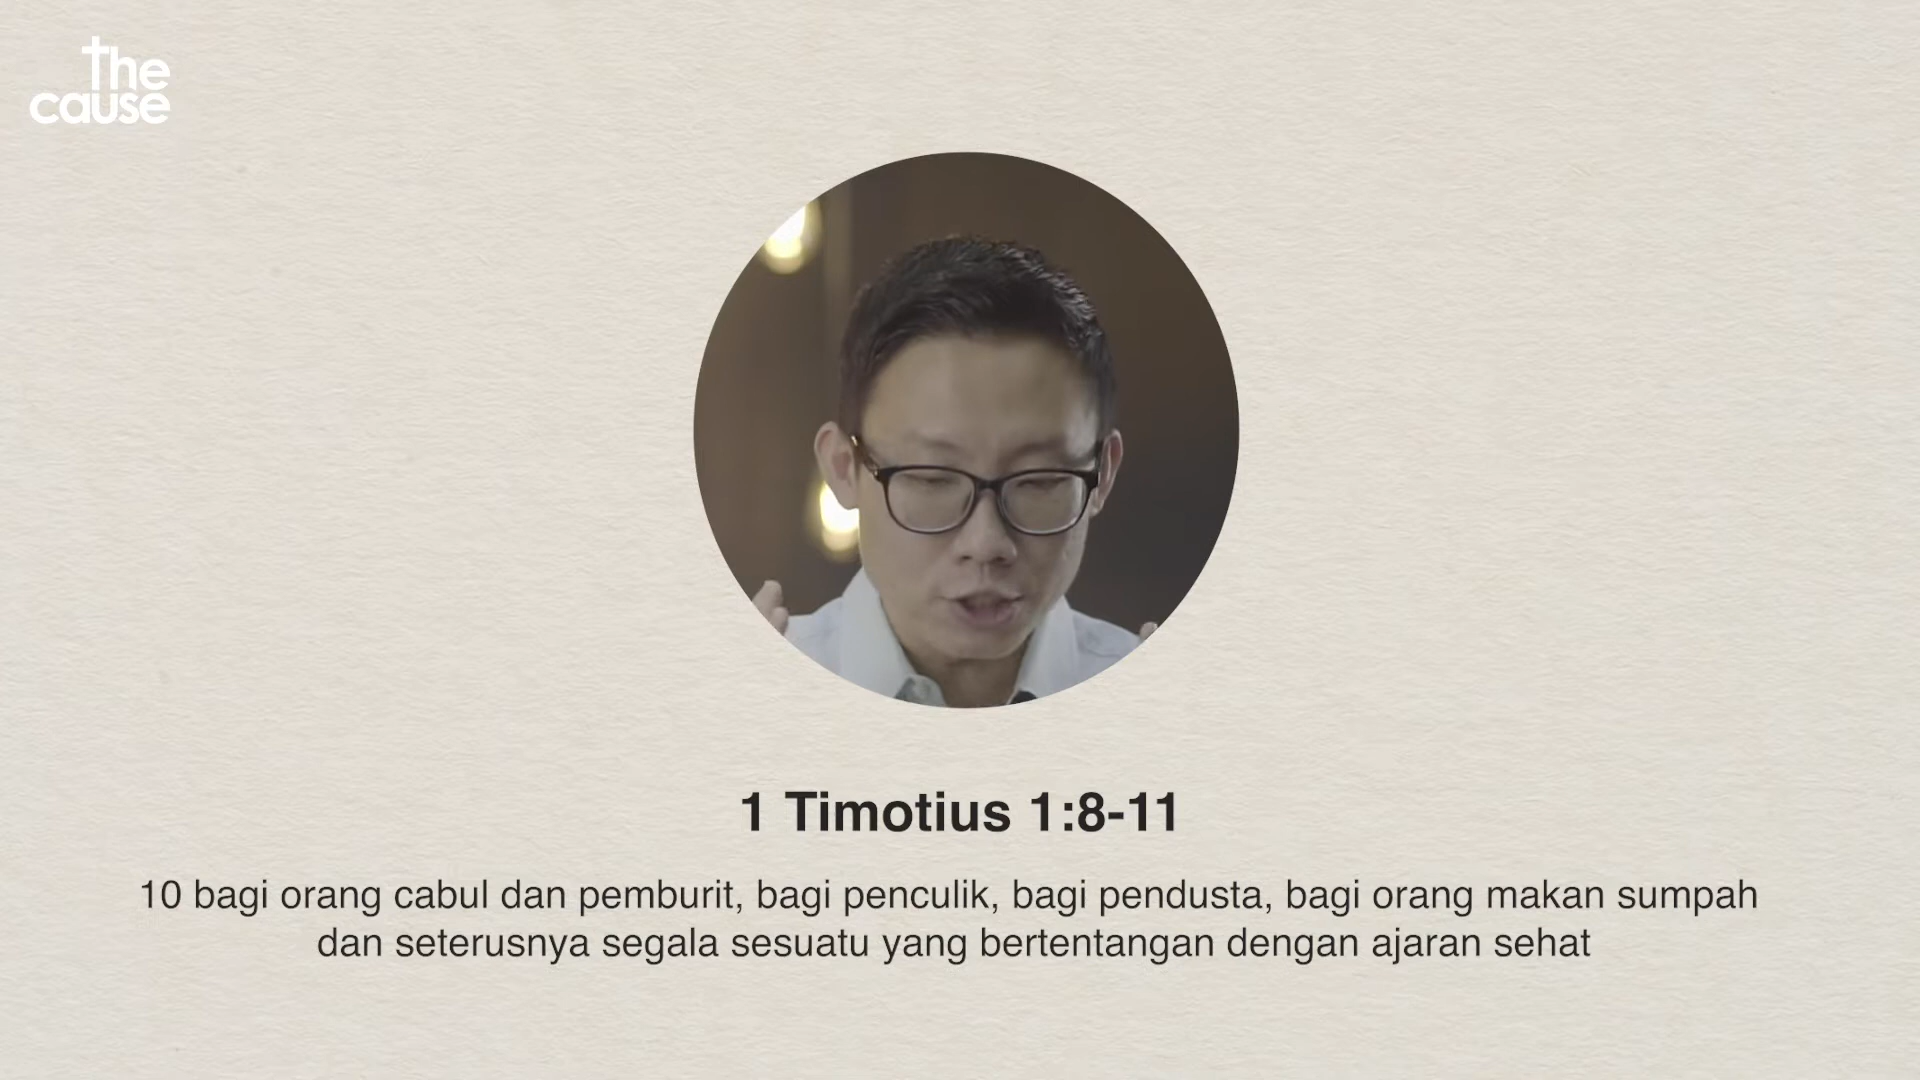 the
cause
1 Timotius 1:8-11
10 bagi orang cabul dan pemburit, bagi penculik, bagi pendusta, bagi orang makan sumpah
dan seterusnya segala sesuatu yang bertentangan dengan ajaran sehat